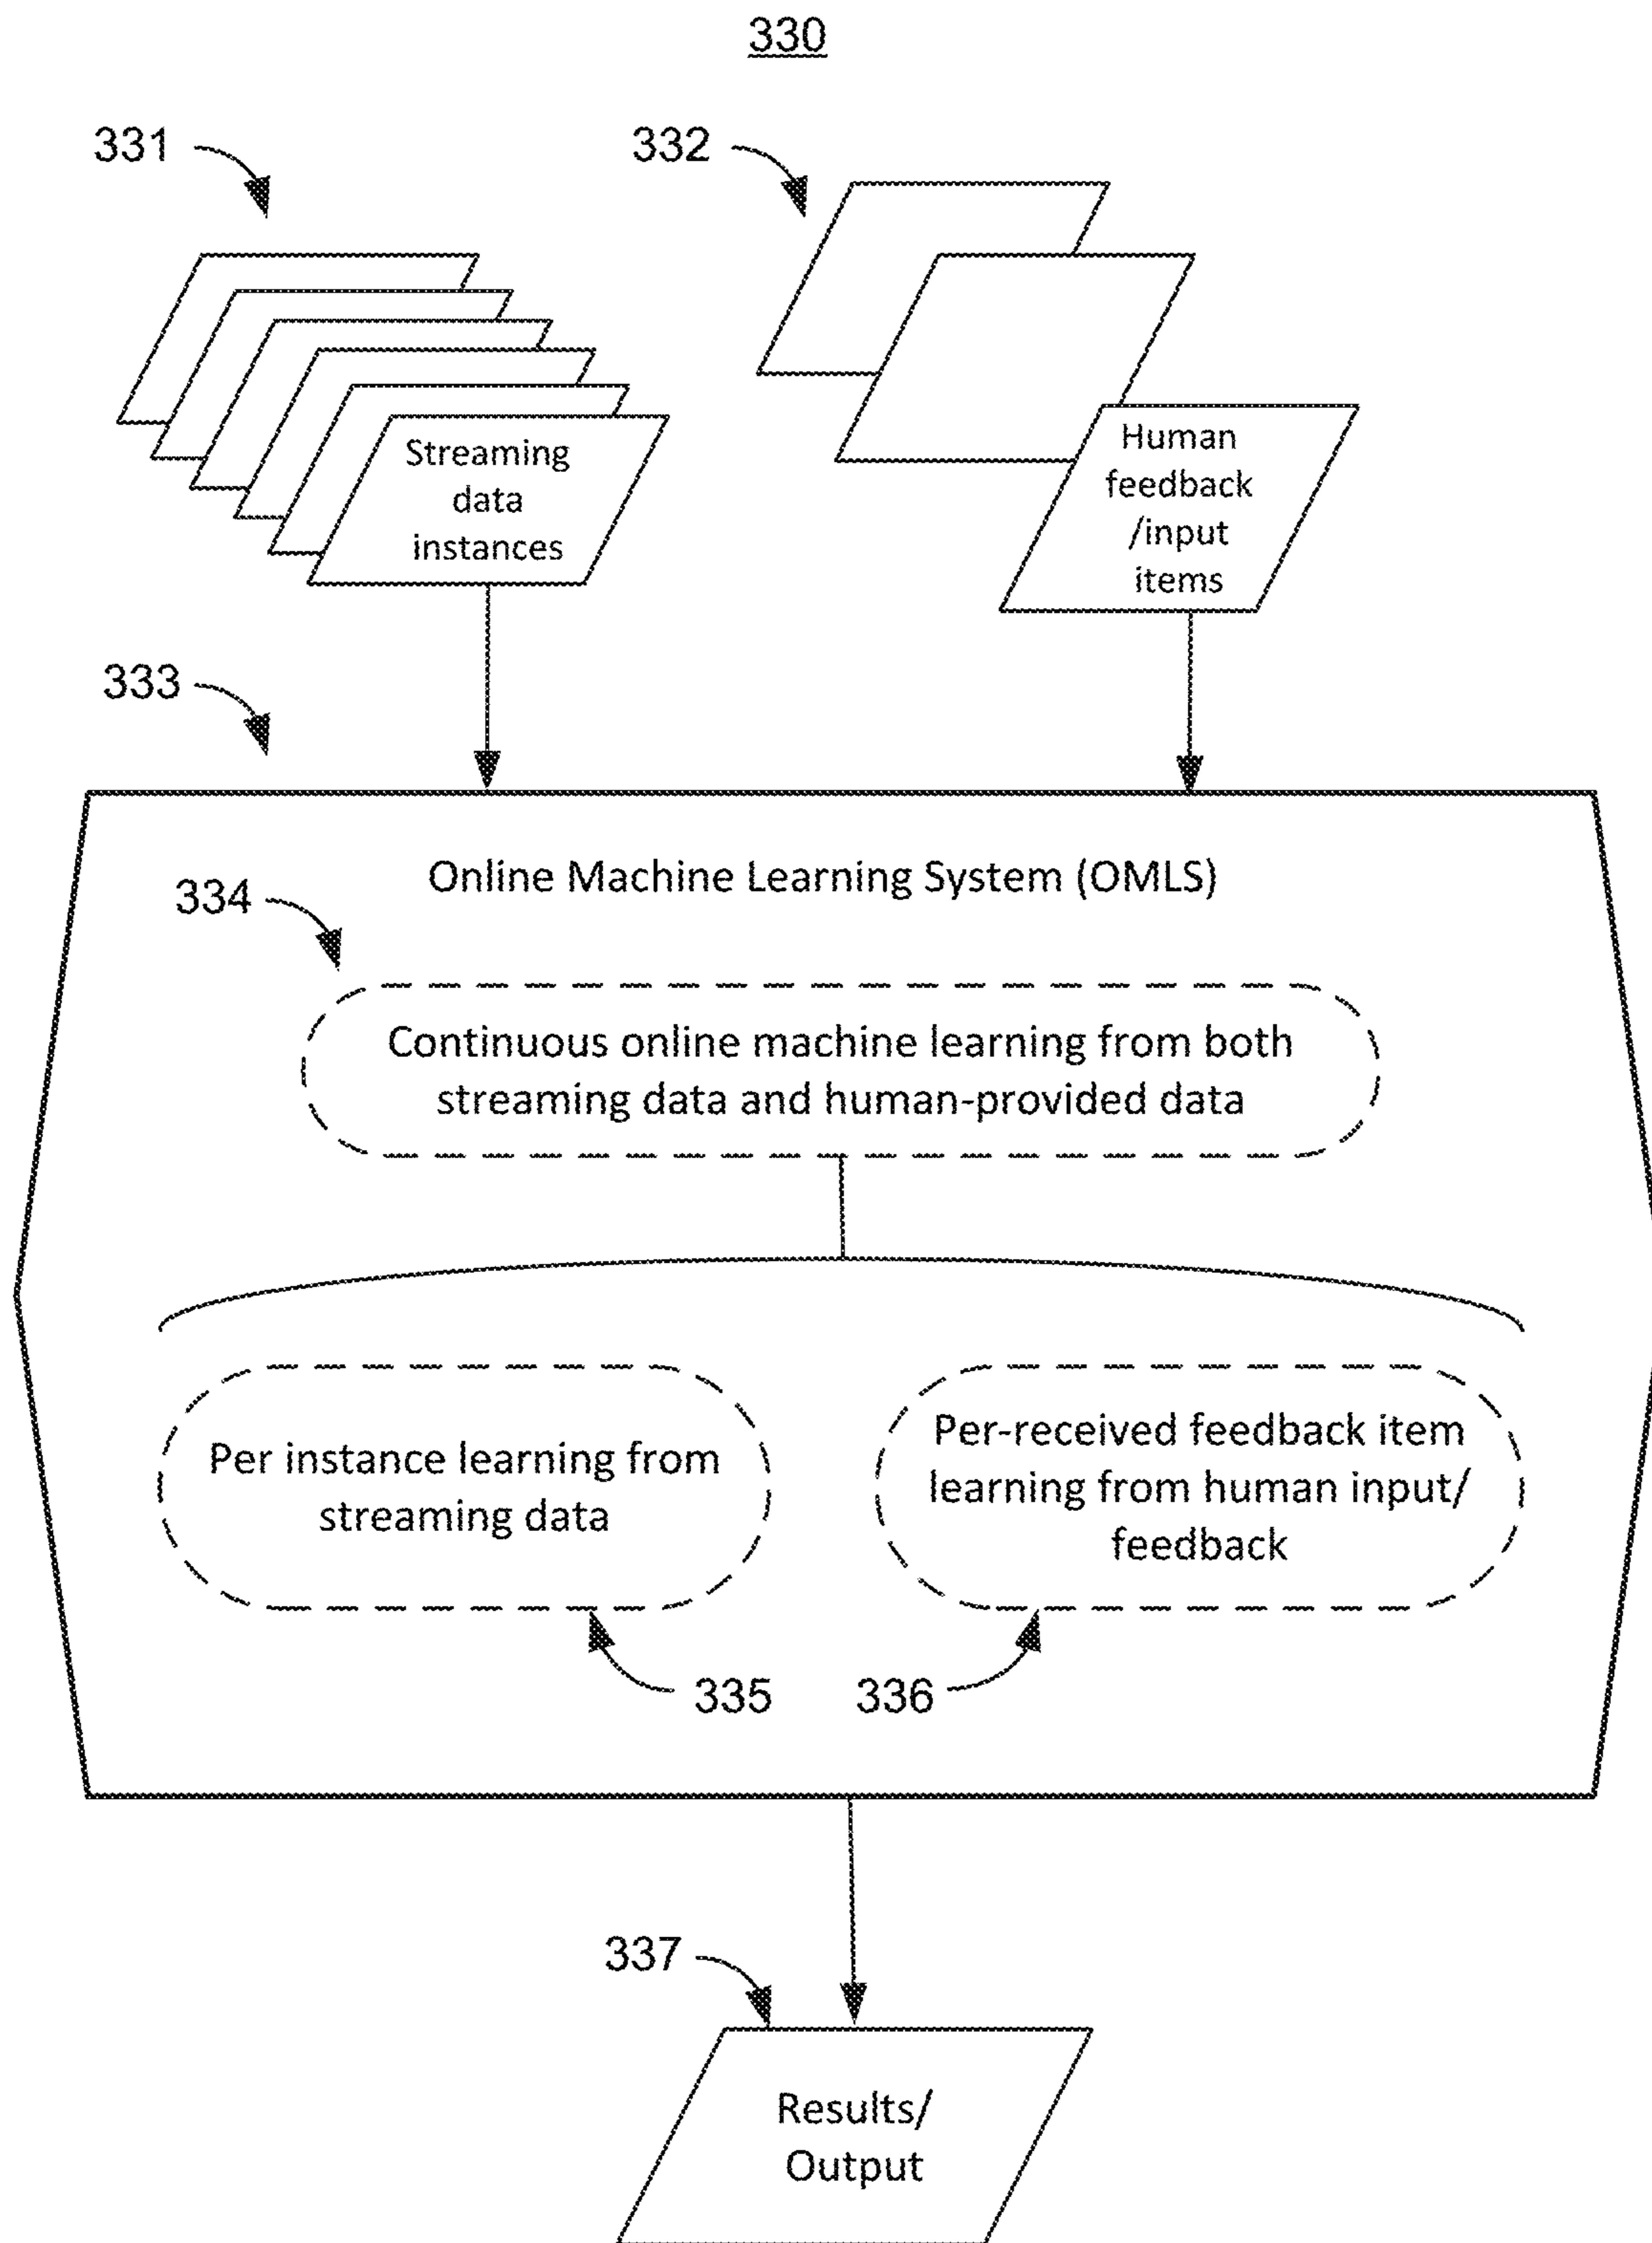 330
331
332
Streaming
data
instances
Human
feedback
/input
items
333
Online Machine Learning System (OMLS)
334
Continuous online machine learning from both
streaming data and human-provided data
Per instance learning from
streaming data
Per-received feedback item
learning from human input/
feedback
335
336
337
Results/
Output